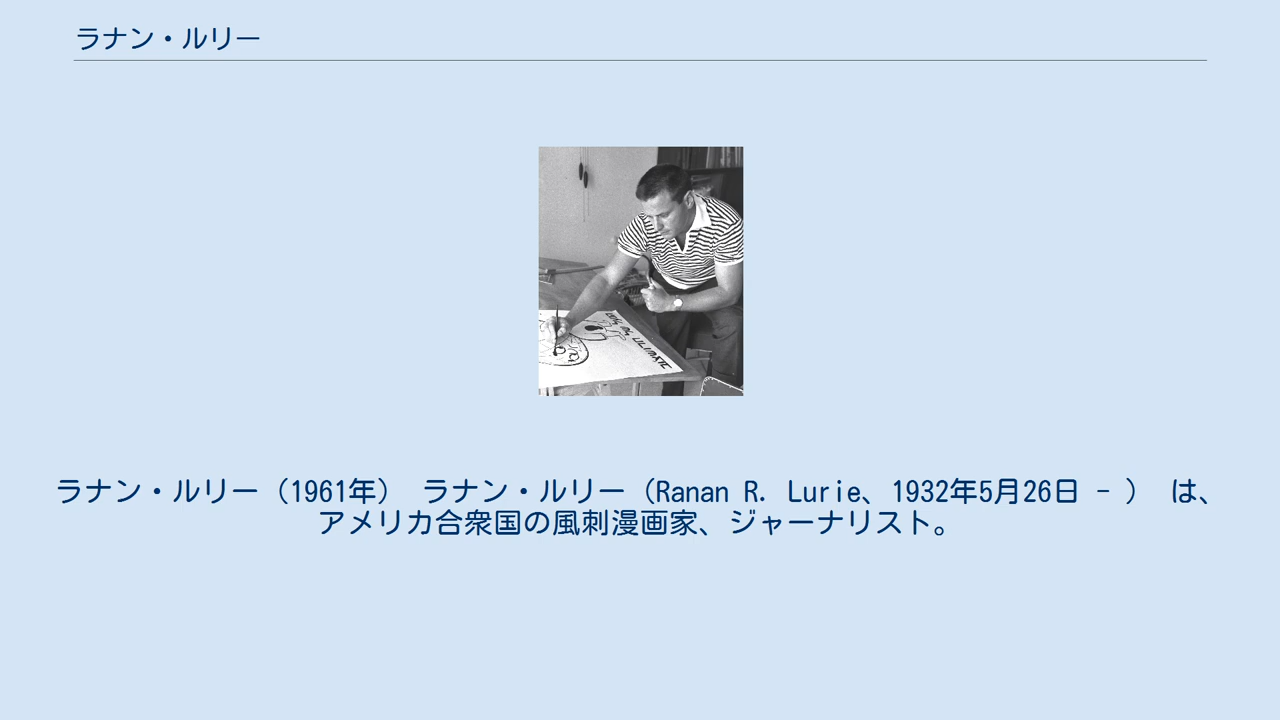 ラナン・ルリー
ラナン・ルリー（1961年） ラナン・ルリー（Ranan R. Lurie、1932年5月26日 - ） は、
アメリカ合衆国の風刺漫画家、ジャーナリスト。